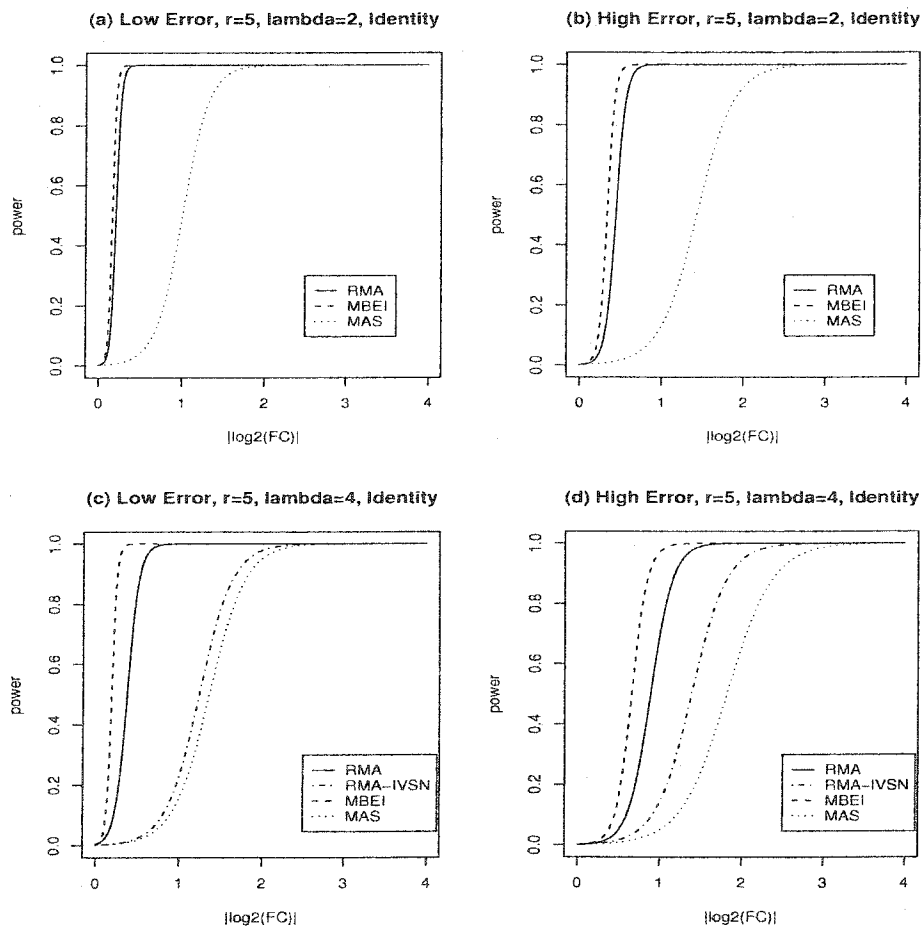 (a) Low Error, r=5, lambda=2, Identity
power
0.0
0.2
0.4
0.6
0.8
1.0
RMA
MBEI
MAS
0
1
2
3
4
|log2(FC)|
(b) High Error, r=5, lambda=2, Identity
power
0.0
0.2
0.4
0.6
0.8
1.0
RMA
MBEI
MAS
0
1
2
3
4
|log2(FC)|
(c) Low Error, r=5, lambda=4, Identity
power
0.0
0.2
0.4
0.6
0.8
1.0
RMA
RMA-IVSN
MBEI
MAS
0
1
2
3
4
|log2(FC)|
(d) High Error, r=5, lambda=4, Identity
power
0.0
0.2
0.4
0.6
0.8
1.0
RMA
RMA-IVSN
MBEI
MAS
0
1
2
3
4
|log2(FC)|